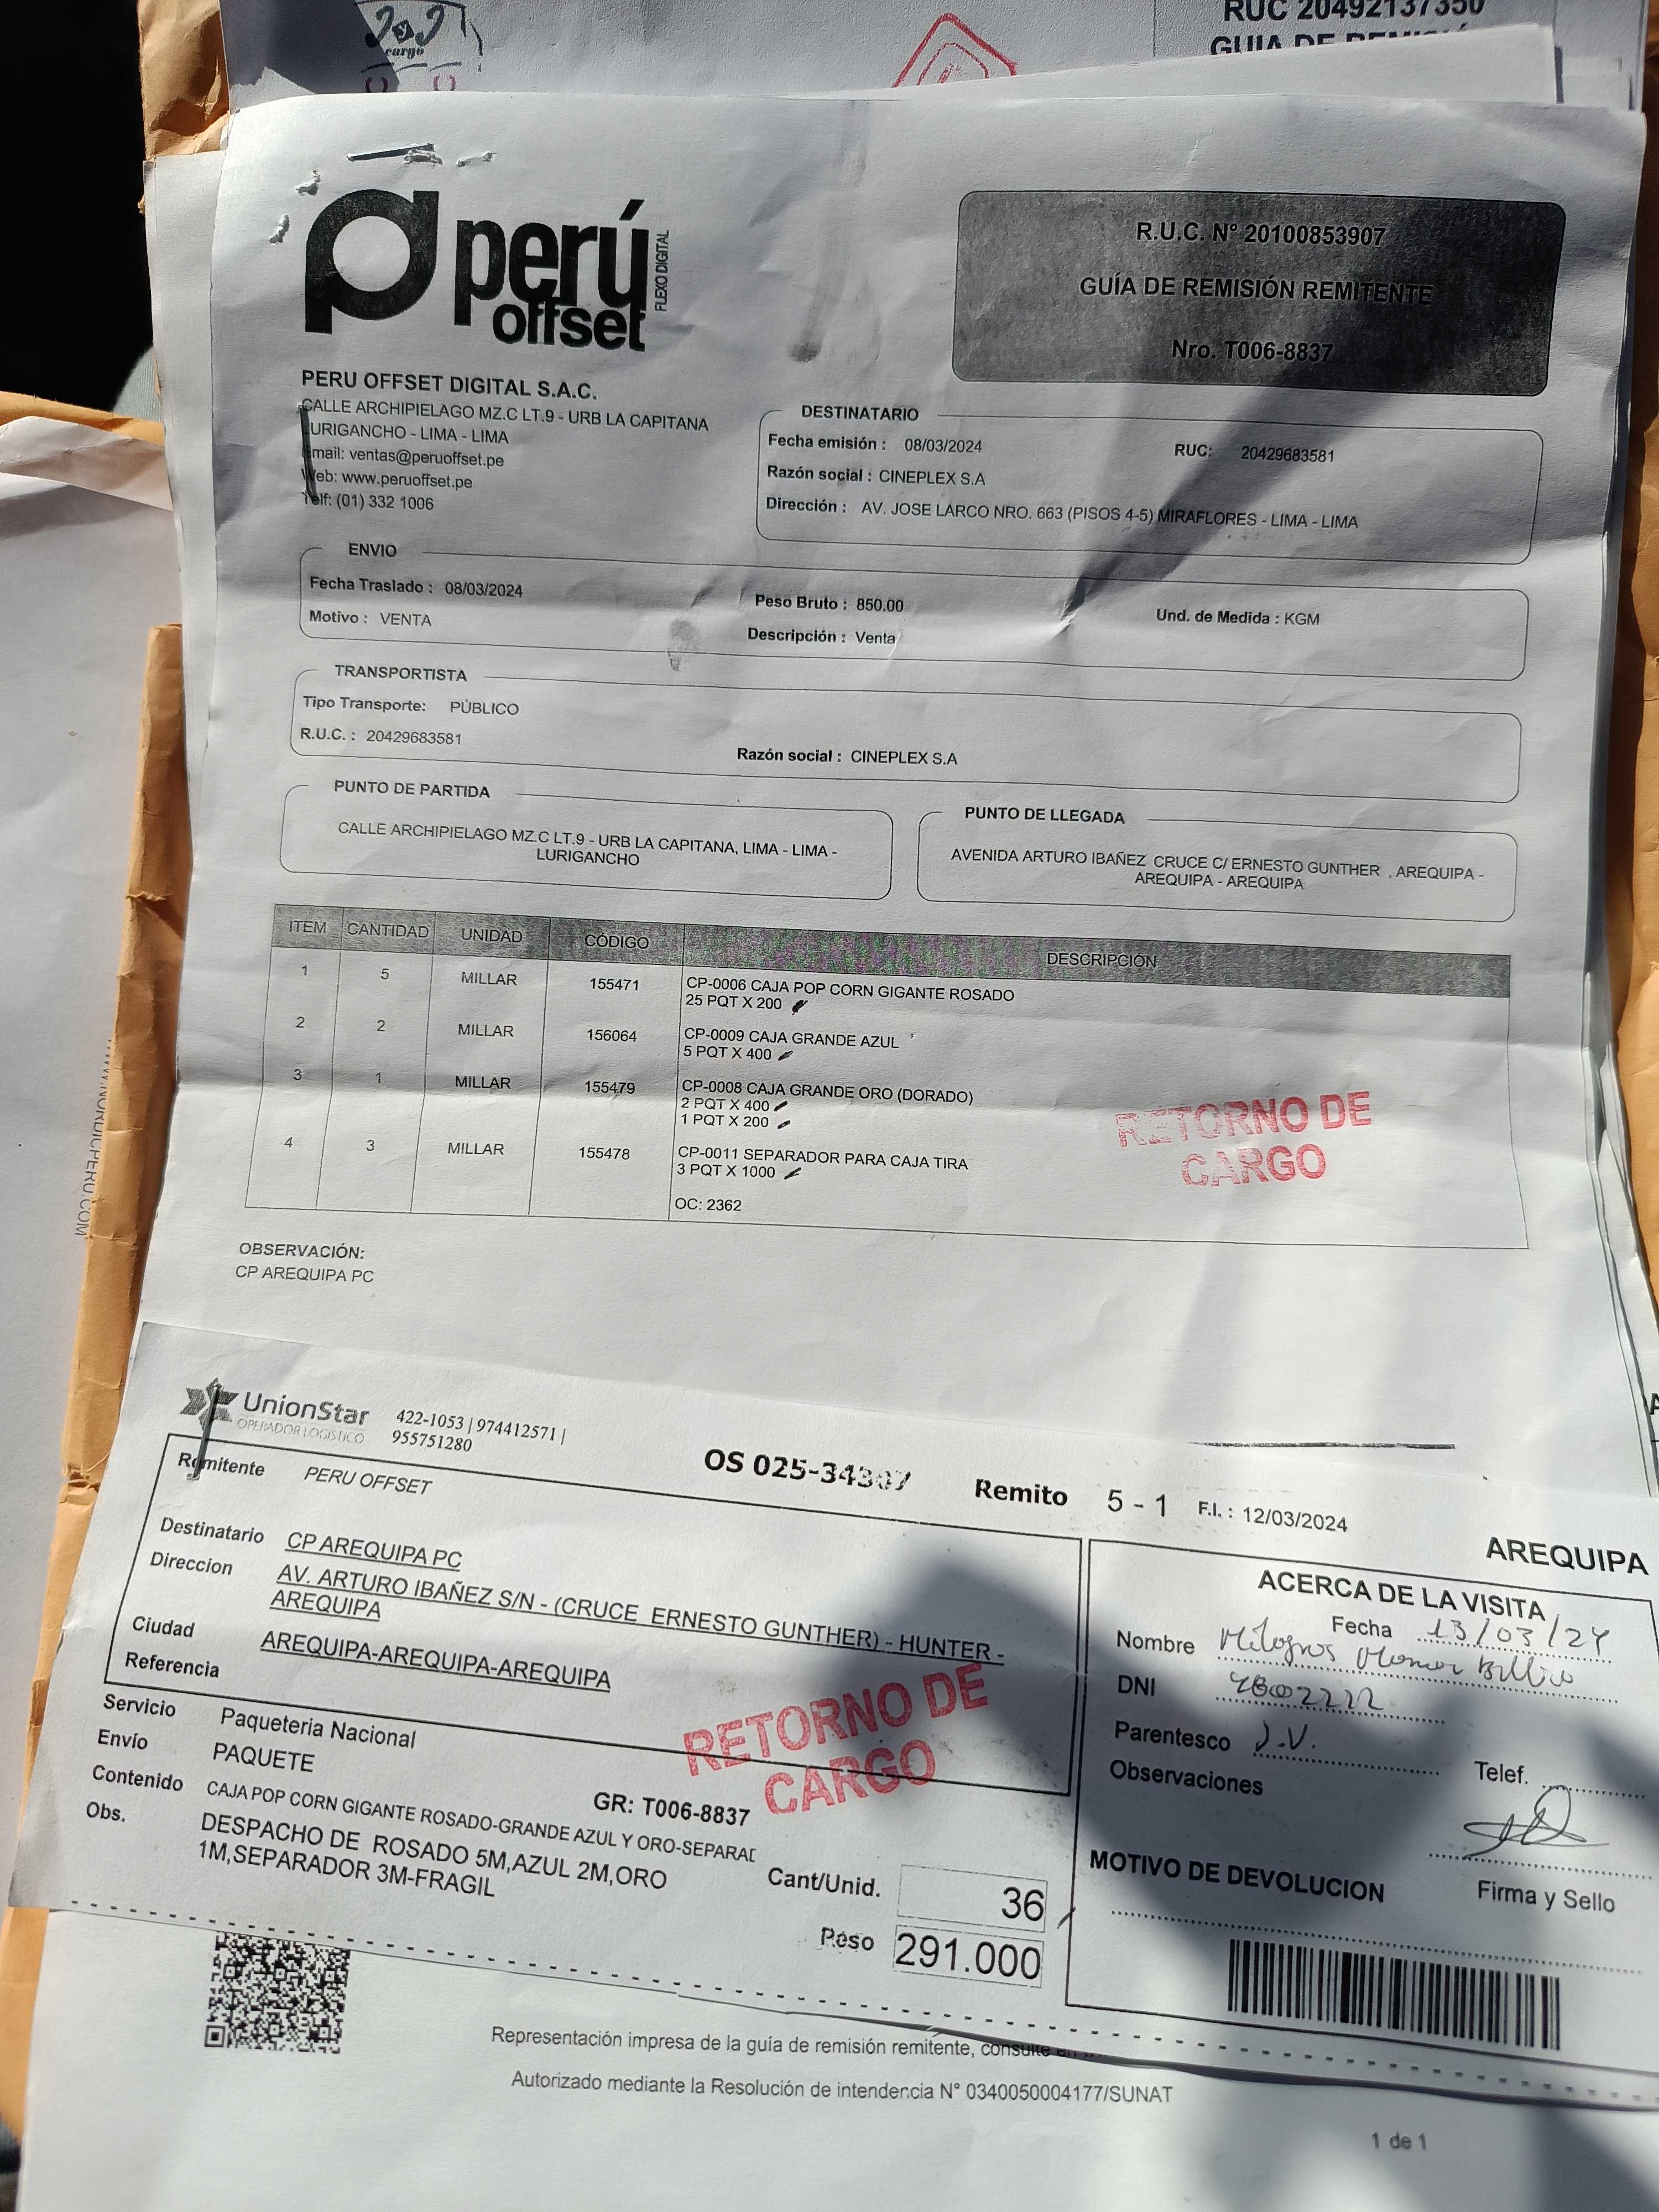 J&J
cargo
RUC 20492137350
GUIA DE REMISIÓ
perú
offset
FLEXO DIGITAL
R.U.C. N° 20100853907
GUÍA DE REMISIÓN REMITENTE
Nro. T006-8837
PERU OFFSET DIGITAL S.A.C.
CALLE ARCHIPIELAGO MZ.C LT.9 - URB LA CAPITANA
LURIGANCHO - LIMA - LIMA
Email: ventas@peruoffset.pe
Web: www.peruoffset.pe
Telf: (01) 332 1006
DESTINATARIO
Fecha emisión : 08/03/2024 RUC: 20429683581
Razón social : CINEPLEX S.A
Dirección : AV. JOSE LARCO NRO. 663 (PISOS 4-5) MIRAFLORES - LIMA - LIMA
ENVIO
Fecha Traslado : 08/03/2024 Peso Bruto : 850.00 Und. de Medida : KGM
Motivo : VENTA Descripción : Venta
TRANSPORTISTA
Tipo Transporte: PÚBLICO
R.U.C. : 20429683581 Razón social : CINEPLEX S.A
PUNTO DE PARTIDA
CALLE ARCHIPIELAGO MZ.C LT.9 - URB LA CAPITANA, LIMA - LIMA -
LURIGANCHO
PUNTO DE LLEGADA
AVENIDA ARTURO IBAÑEZ CRUCE C/ ERNESTO GUNTHER , AREQUIPA -
AREQUIPA - AREQUIPA
ITEM CANTIDAD UNIDAD CÓDIGO DESCRIPCIÓN
1 5 MILLAR 155471 CP-0006 CAJA POP CORN GIGANTE ROSADO
25 PQT X 200
2 2 MILLAR 156064 CP-0009 CAJA GRANDE AZUL
5 PQT X 400
3 1 MILLAR 155479 CP-0008 CAJA GRANDE ORO (DORADO)
2 PQT X 400
1 PQT X 200
4 3 MILLAR 155478 CP-0011 SEPARADOR PARA CAJA TIRA
3 PQT X 1000
OC: 2362
RETORNO DE
CARGO
OBSERVACIÓN:
CP AREQUIPA PC
WWW.NORDICPERU.COM
UnionStar
OPERADOR LOGISTICO
422-1053 | 974412571 |
955751280
OS 025-34307 Remito 5 - 1 F.I. : 12/03/2024
AREQUIPA
Remitente PERU OFFSET
Destinatario CP AREQUIPA PC
Direccion AV. ARTURO IBAÑEZ S/N - (CRUCE ERNESTO GUNTHER) - HUNTER -
AREQUIPA
Ciudad AREQUIPA-AREQUIPA-AREQUIPA
Referencia
Servicio Paqueteria Nacional
Envío PAQUETE
GR: T006-8837
Contenido CAJA POP CORN GIGANTE ROSADO-GRANDE AZUL Y ORO-SEPARAD
Obs. DESPACHO DE ROSADO 5M,AZUL 2M,ORO
1M,SEPARADOR 3M-FRAGIL
RETORNO DE
CARGO
Cant/Unid. 36
Peso 291.000
ACERCA DE LA VISITA
Fecha 13/03/24
Nombre Milagros
DNI
Parentesco J.V.
Telef.
Observaciones
MOTIVO DE DEVOLUCION
Firma y Sello
Representación impresa de la guía de remisión remitente, consulte en
Autorizado mediante la Resolución de intendencia N° 0340050004177/SUNAT
1 de 1